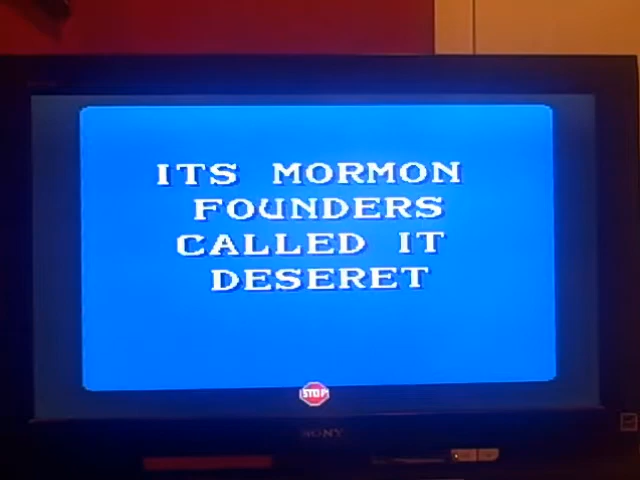 ITS MORMON
FOUNDERS
CALLED IT
DESERET
STOP!
SONY